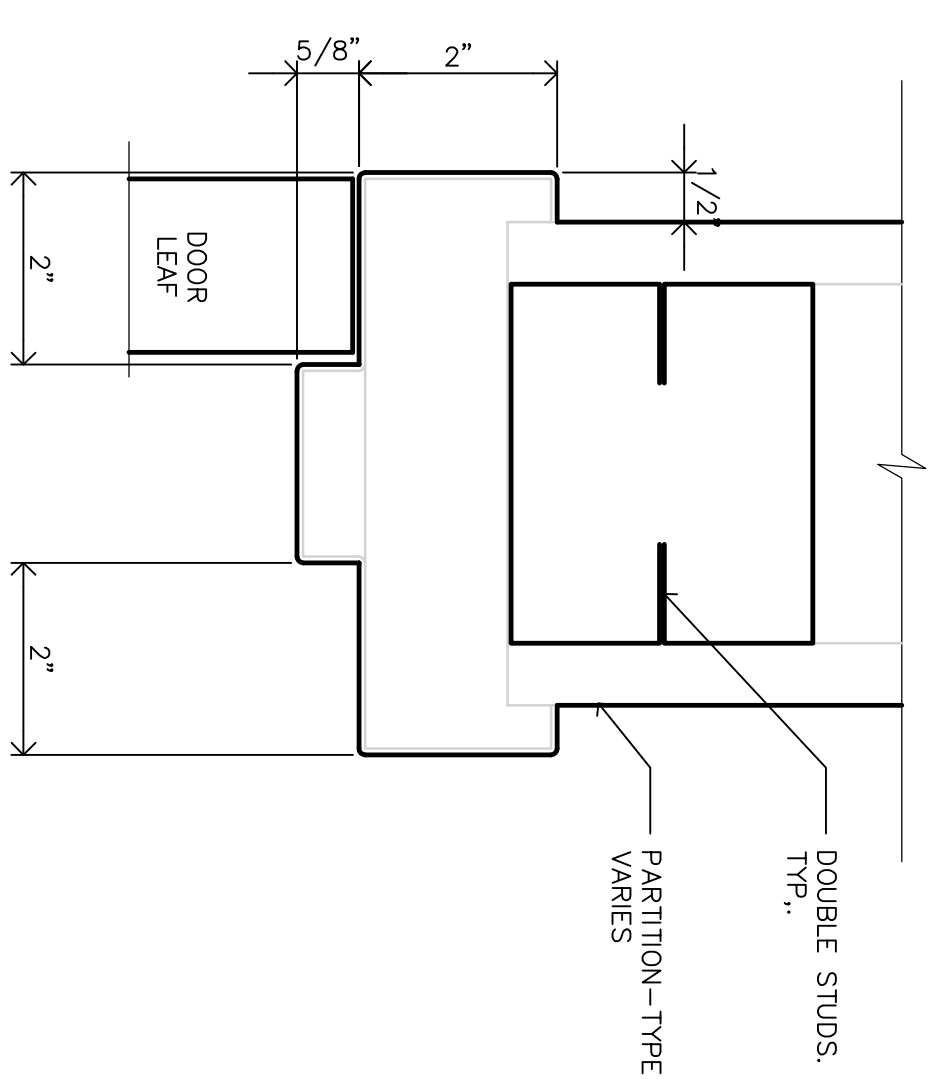 5/8"
2"
1/2"
DOOR
LEAF
2"
2"
DOUBLE STUDS.
TYP,.
PARTITION-TYPE
VARIES